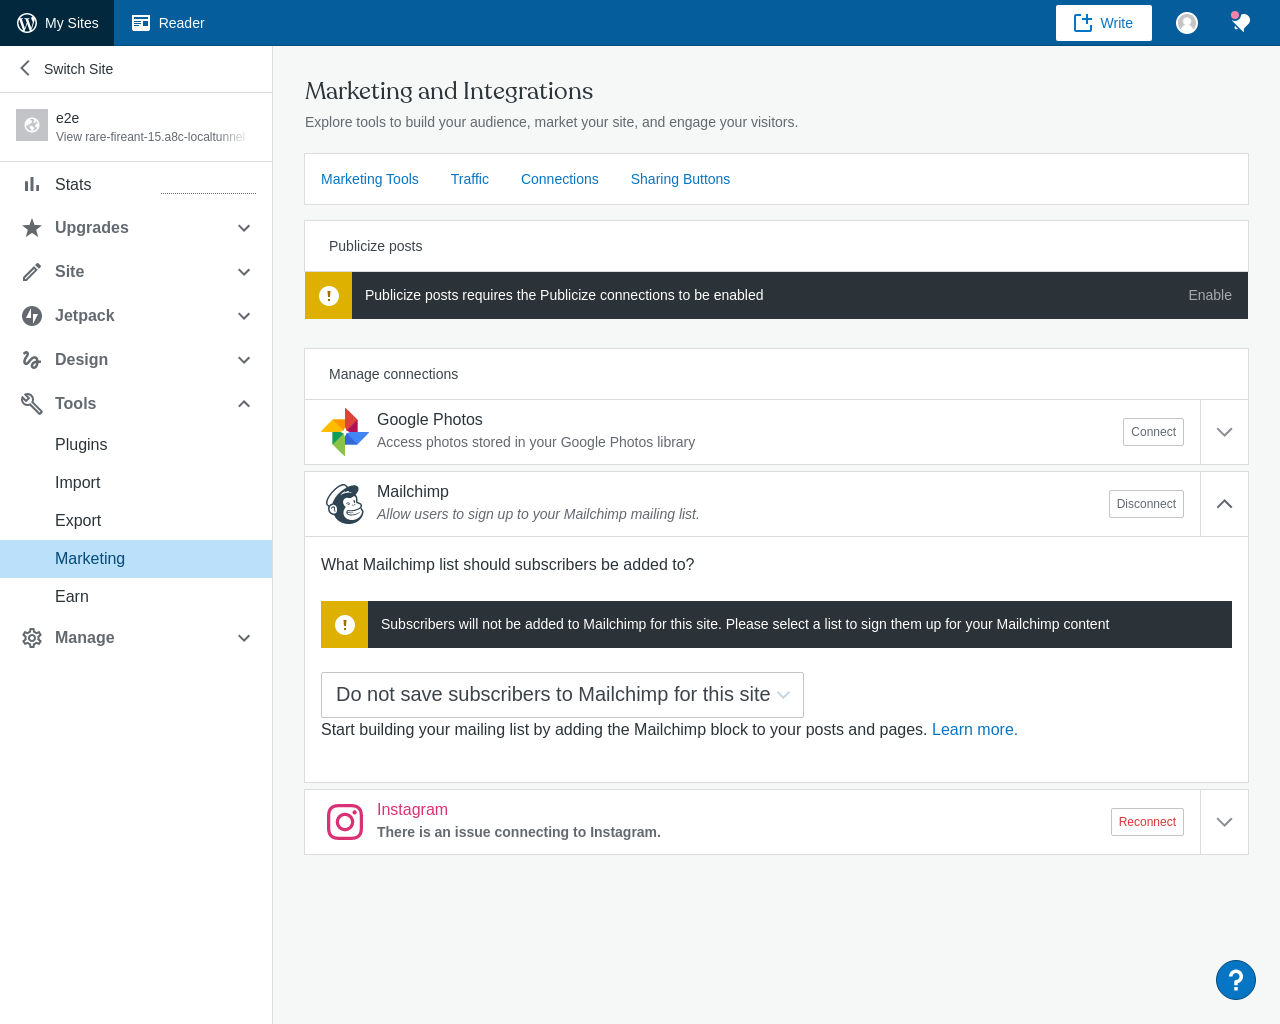 My Sites
Reader
Write
Switch Site
e2e
View rare-fireant-15.a8c-localtunnel
Stats
Upgrades
Site
Jetpack
Design
Tools
Plugins
Import
Export
Marketing
Earn
Manage
Marketing and Integrations
Explore tools to build your audience, market your site, and engage your visitors.
Marketing Tools Traffic Connections Sharing Buttons
Publicize posts
Publicize posts requires the Publicize connections to be enabled Enable
Manage connections
Google Photos
Access photos stored in your Google Photos library
Connect
Mailchimp
Allow users to sign up to your Mailchimp mailing list.
Disconnect
What Mailchimp list should subscribers be added to?
Subscribers will not be added to Mailchimp for this site. Please select a list to sign them up for your Mailchimp content
Do not save subscribers to Mailchimp for this site
Start building your mailing list by adding the Mailchimp block to your posts and pages. Learn more.
Instagram
There is an issue connecting to Instagram.
Reconnect